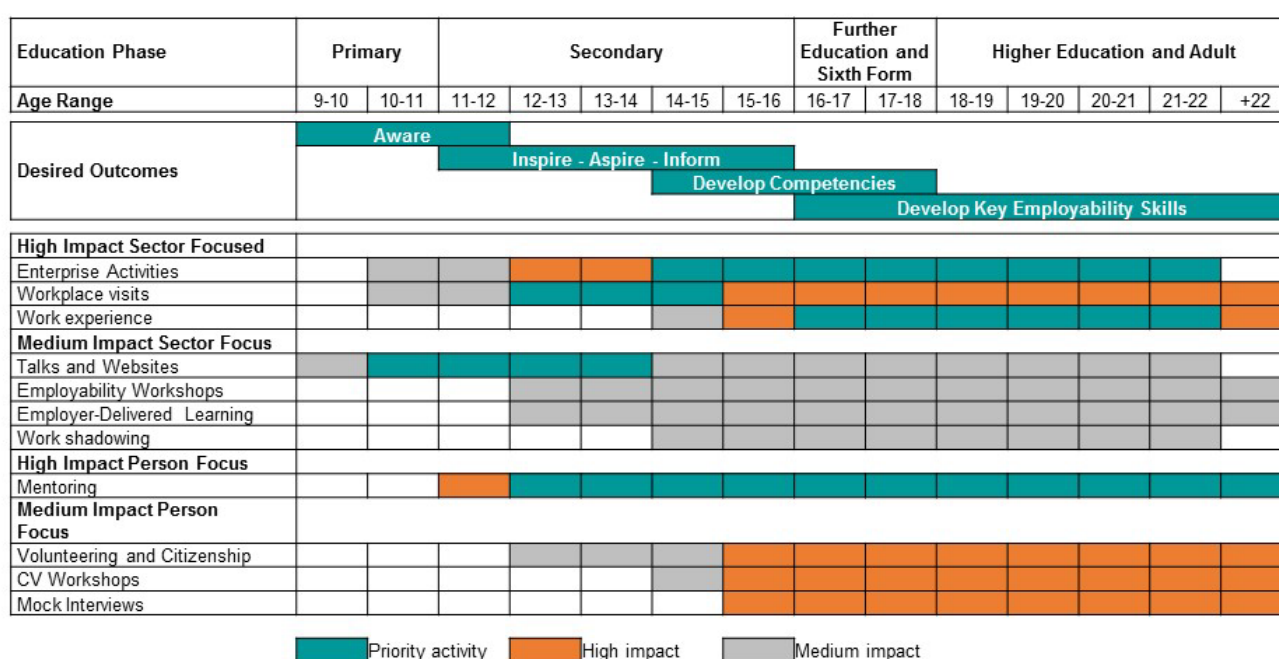 Education Phase Primary Secondary Further Education and Sixth Form Higher Education and Adult
Age Range 9-10 10-11 11-12 12-13 13-14 14-15 15-16 16-17 17-18 18-19 19-20 20-21 21-22 +22
Desired Outcomes
Aware
Inspire - Aspire - Inform
Develop Competencies
Develop Key Employability Skills
High Impact Sector Focused
Enterprise Activities
Workplace visits
Work experience
Medium Impact Sector Focus
Talks and Websites
Employability Workshops
Employer-Delivered Learning
Work shadowing
High Impact Person Focus
Mentoring
Medium Impact Person
Focus
Volunteering and Citizenship
CV Workshops
Mock Interviews
Priority activity High impact Medium impact